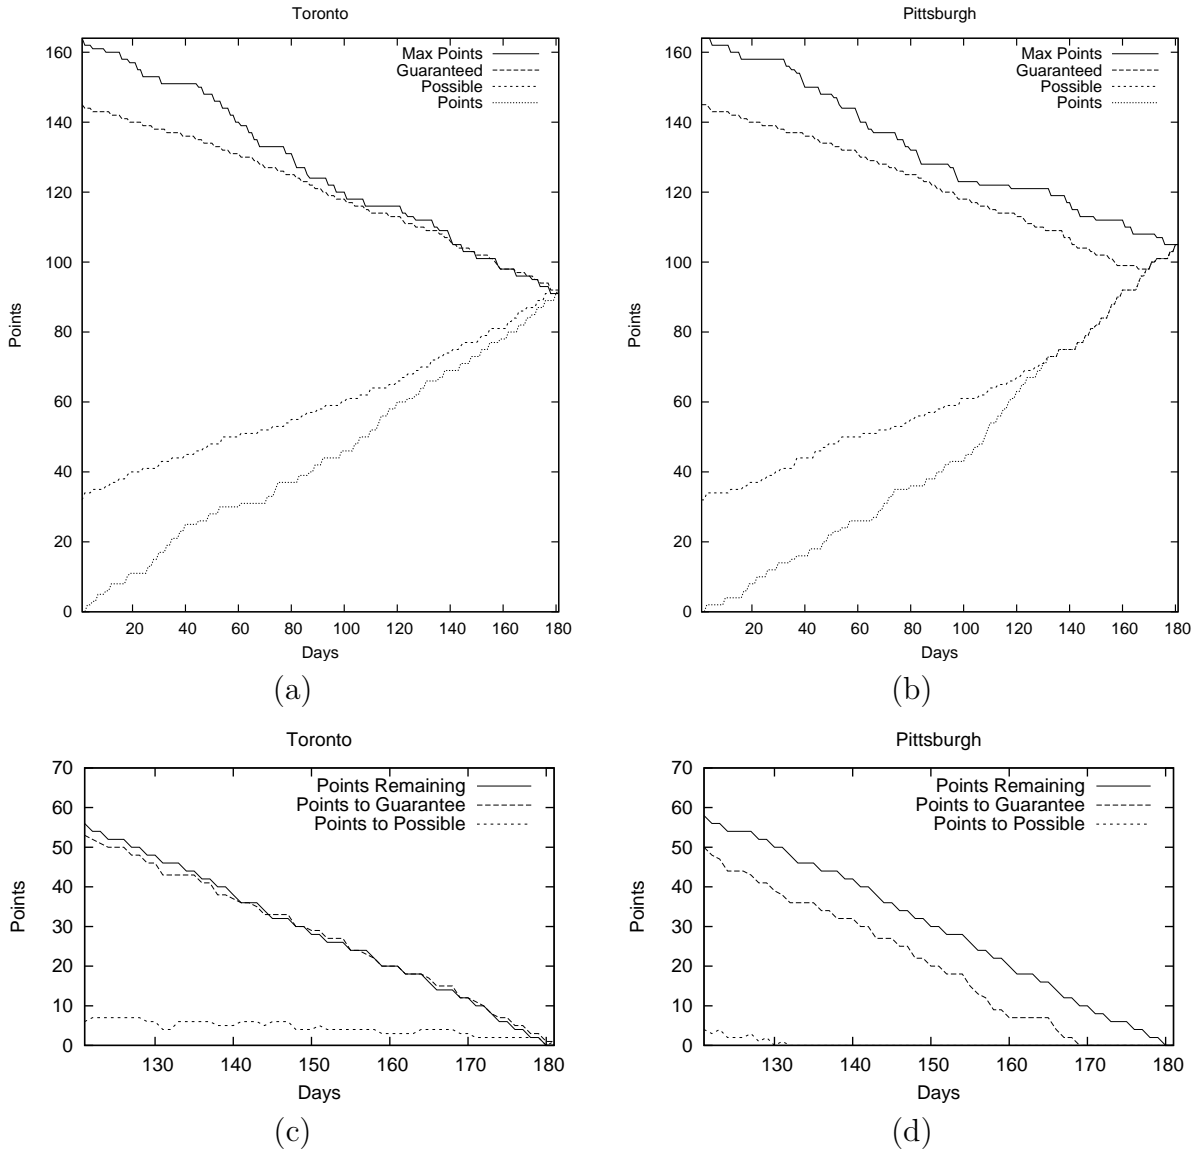 Toronto
160
140
120
100
80
60
40
20
0
Points
20 40 60 80 100 120 140 160 180
Days
Max Points
Guaranteed
Possible
Points
(a)
Pittsburgh
160
140
120
100
80
60
40
20
0
Points
20 40 60 80 100 120 140 160 180
Days
Max Points
Guaranteed
Possible
Points
(b)
Toronto
70
60
50
40
30
20
10
0
Points
130 140 150 160 170 180
Days
Points Remaining
Points to Guarantee
Points to Possible
(c)
Pittsburgh
70
60
50
40
30
20
10
0
Points
130 140 150 160 170 180
Days
Points Remaining
Points to Guarantee
Points to Possible
(d)